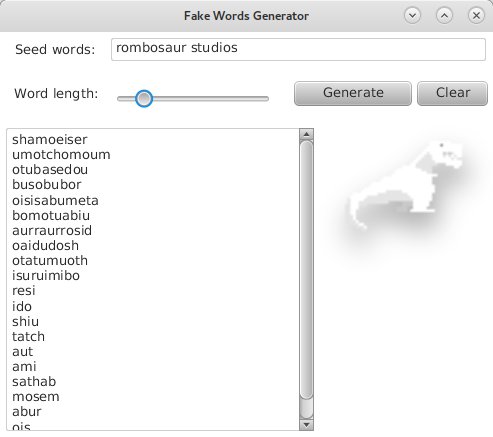 Fake Words Generator
Seed words: rombosaur studios
Word length: Generate Clear
shamoeiser
umotchomoum
otubasedou
busobubor
oisisabumeta
bomotuabiu
aurraurrosid
oaidudosh
otatumuoth
isuruimibo
resi
ido
shiu
tatch
aut
ami
sathab
mosem
abur
ois